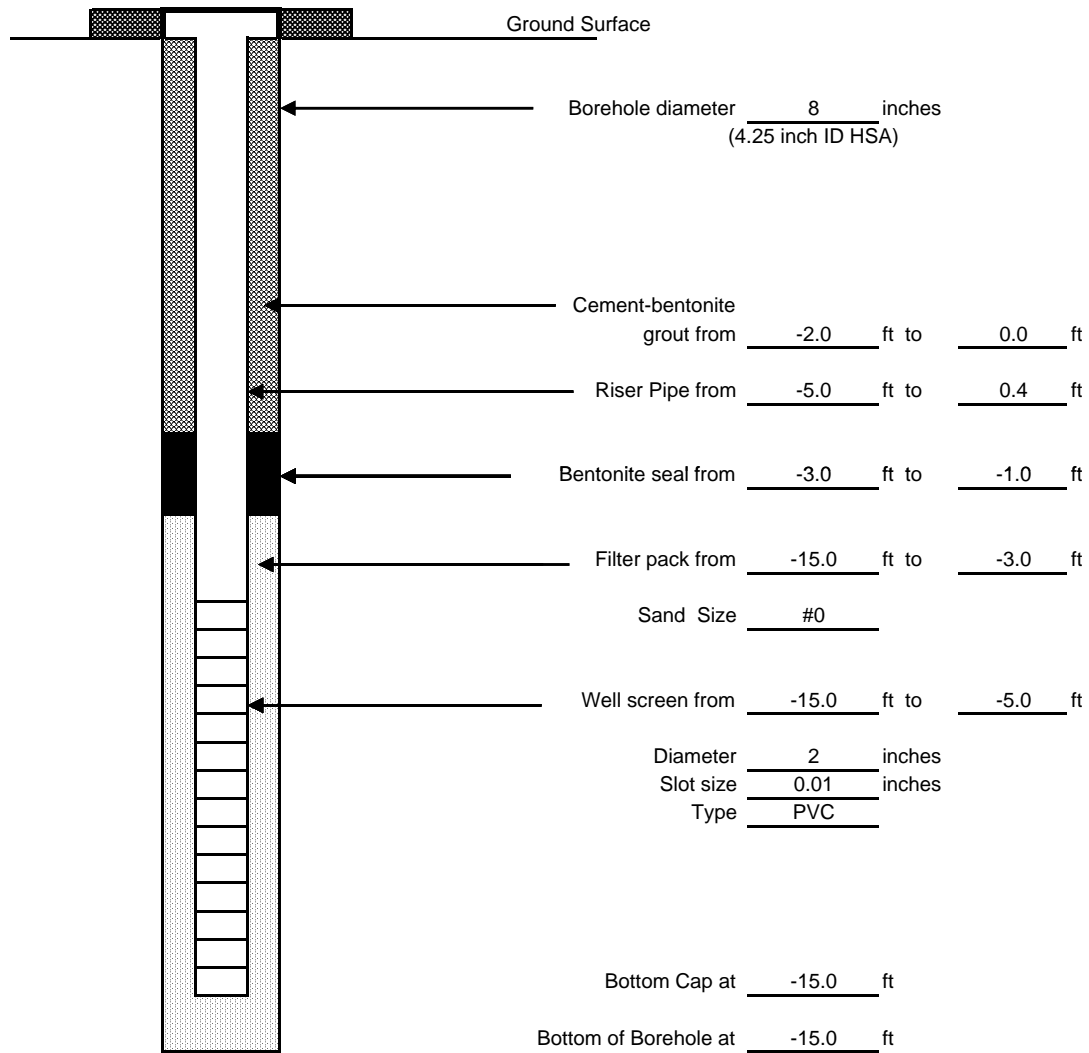 Ground Surface
Borehole diameter 8 inches
(4.25 inch ID HSA)
Cement-bentonite
grout from -2.0 ft to 0.0 ft
Riser Pipe from -5.0 ft to 0.4 ft
Bentonite seal from -3.0 ft to -1.0 ft
Filter pack from -15.0 ft to -3.0 ft
Sand Size #0
Well screen from -15.0 ft to -5.0 ft
Diameter 2 inches
Slot size 0.01 inches
Type PVC
Bottom Cap at -15.0 ft
Bottom of Borehole at -15.0 ft